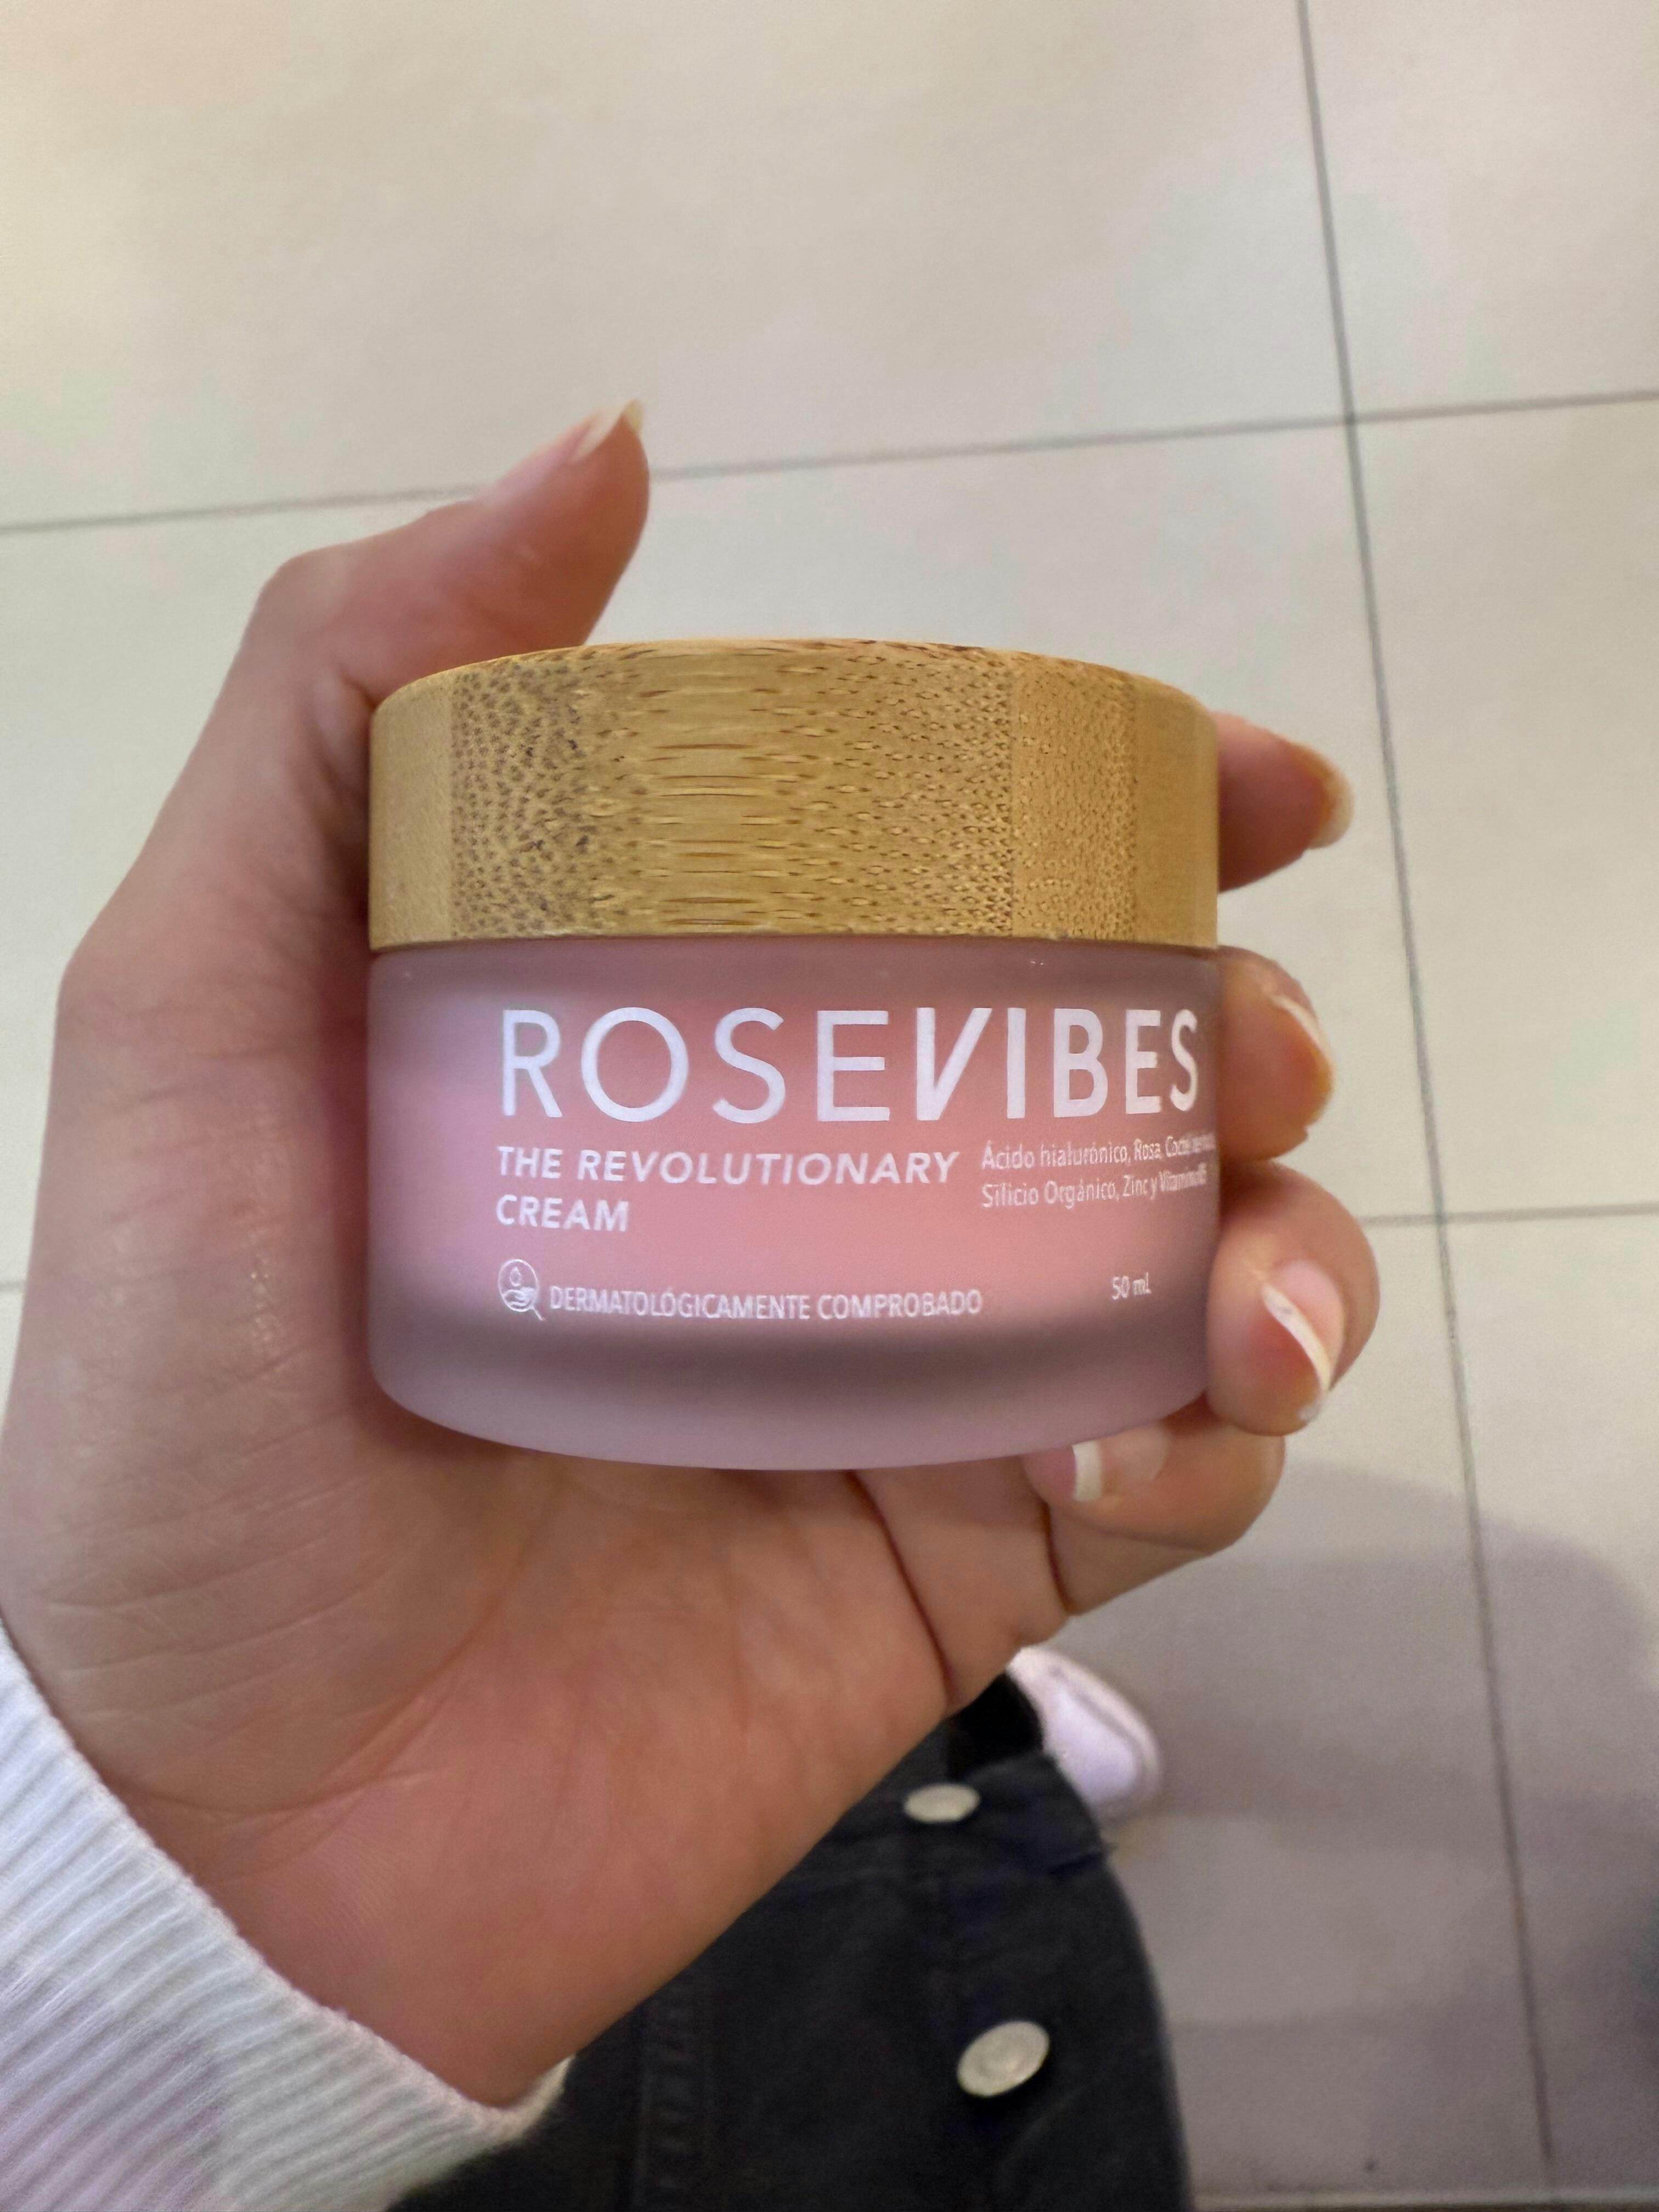 ROSEVIBES
THE REVOLUTIONARY
CREAM
Ácido hialurónico, Rosa,
Silicio Orgánico, Zinc y
DERMATOLÓGICAMENTE COMPROBADO
50 mL